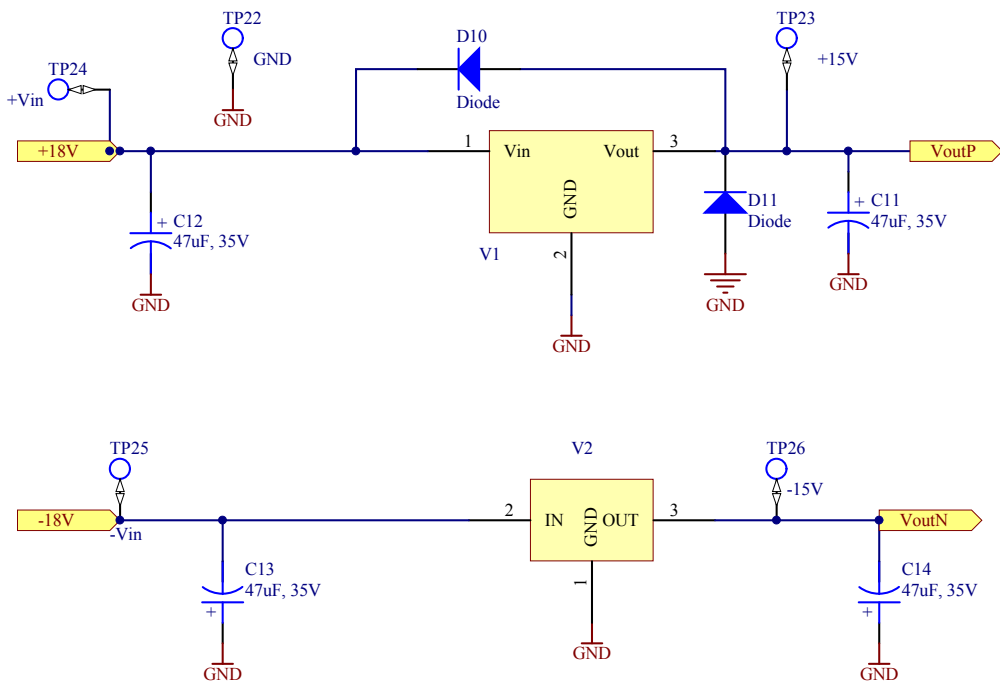 TP22
GND
GND
TP24
+Vin
+18V
D10
Diode
TP23
+15V
1
Vin
Vout
GND
3
VoutP
2
V1
GND
+
C12
47uF, 35V
GND
D11
Diode
GND
+
C11
47uF, 35V
GND
TP25
-18V
-Vin
V2
2
IN
GND
OUT
3
1
GND
TP26
-15V
VoutN
C13
47uF, 35V
+
GND
C14
47uF, 35V
+
GND